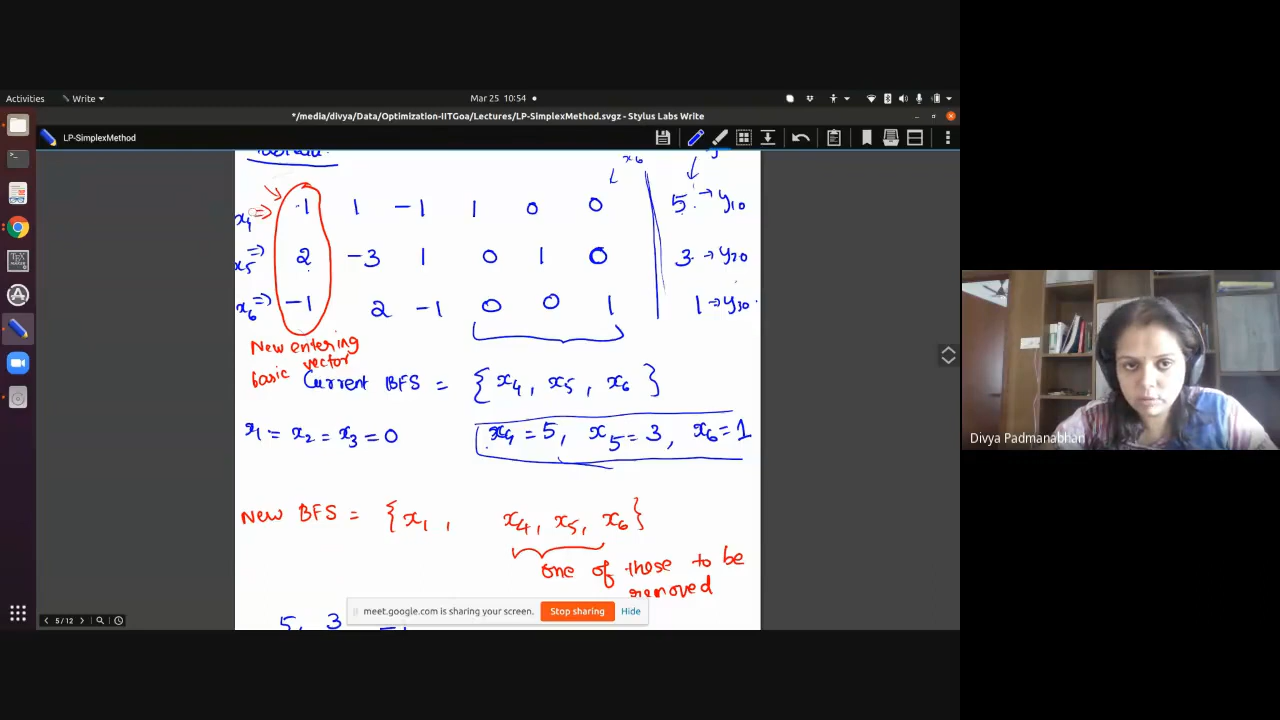 Activities Write Mar 25 10:54
*/media/divya/Data/Optimization-IITGoa/Lectures/LP-SimplexMethod.svgz - Stylus Labs Write
LP-SimplexMethod
x6
x4 => 1 1 -1 1 0 0 5 → y10
x5 => 2 -3 1 0 1 0 3 → y20
x6 => -1 2 -1 0 0 1 1 → y30
New entering
basic vector
Current BFS = {x4, x5, x6}
x1 = x2 = x3 = 0 x4 = 5, x5 = 3, x6 = 1
New BFS = {x1, x4, x5, x6}
one of these to be
removed
meet.google.com is sharing your screen. Stop sharing Hide
5, 3
5/12
Divya Padmanabhan